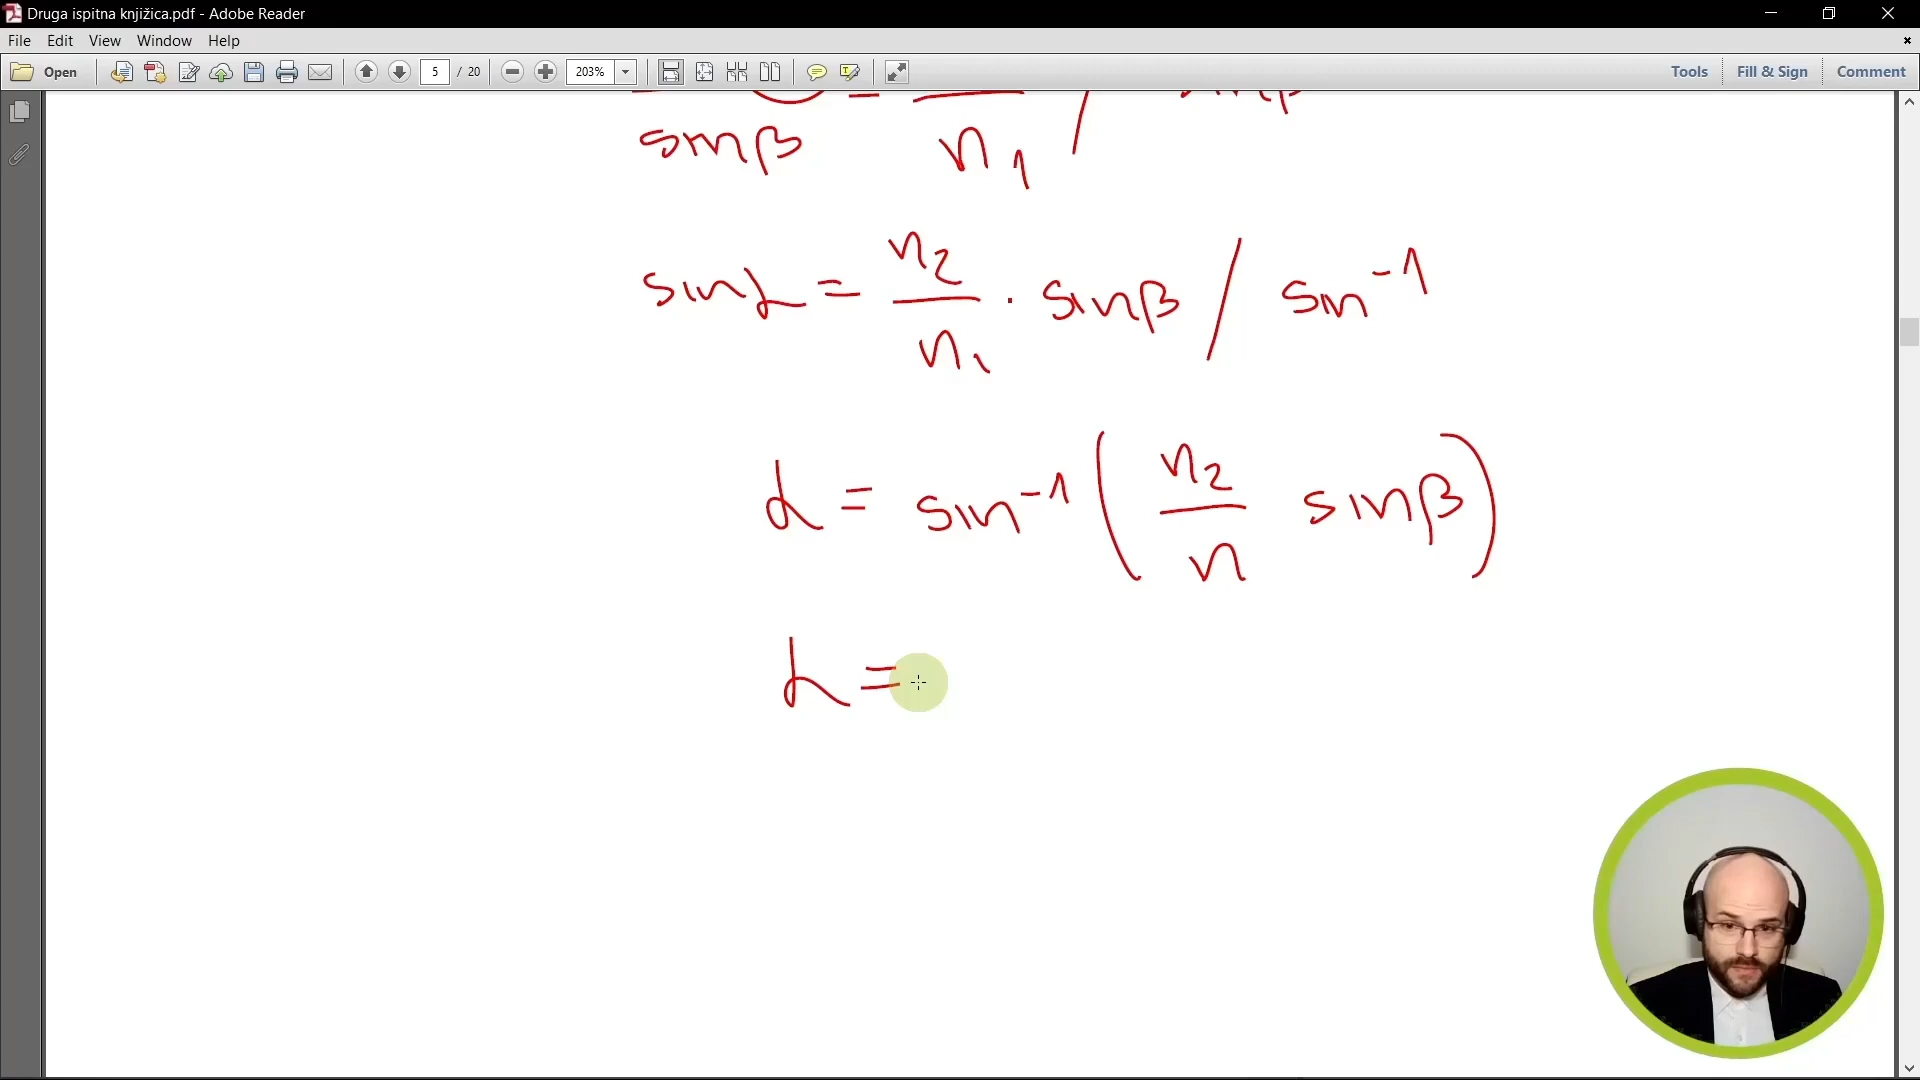 Druga ispitna knjižica.pdf - Adobe Reader
File Edit View Window Help
Open 5 / 20 203% Tools Fill & Sign Comment
sinβ n1 / sinβ
sinα = n2/n1 · sinβ / sin⁻¹
α = sin⁻¹ ( n2/n sinβ )
α =